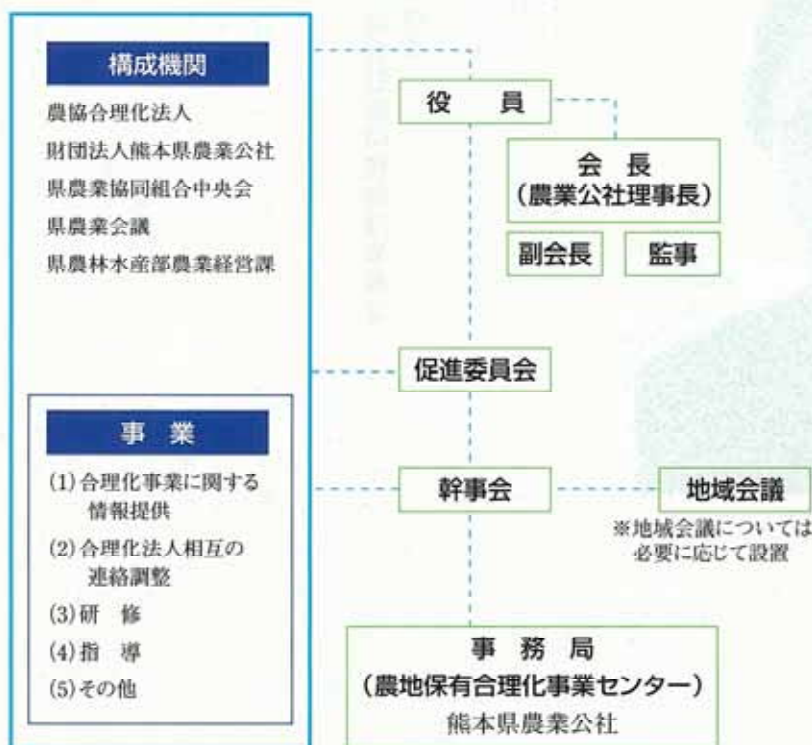 構成機関
農協合理化法人
財団法人熊本県農業公社
県農業協同組合中央会
県農業会議
県農林水産部農業経営課
事 業
(1)合理化事業に関する
情報提供
(2)合理化法人相互の
連絡調整
(3)研 修
(4)指 導
(5)その他
役 員
会 長
(農業公社理事長)
副会長
監事
促進委員会
幹事会
地域会議
※地域会議については
必要に応じて設置
事 務 局
(農地保有合理化事業センター)
熊本県農業公社